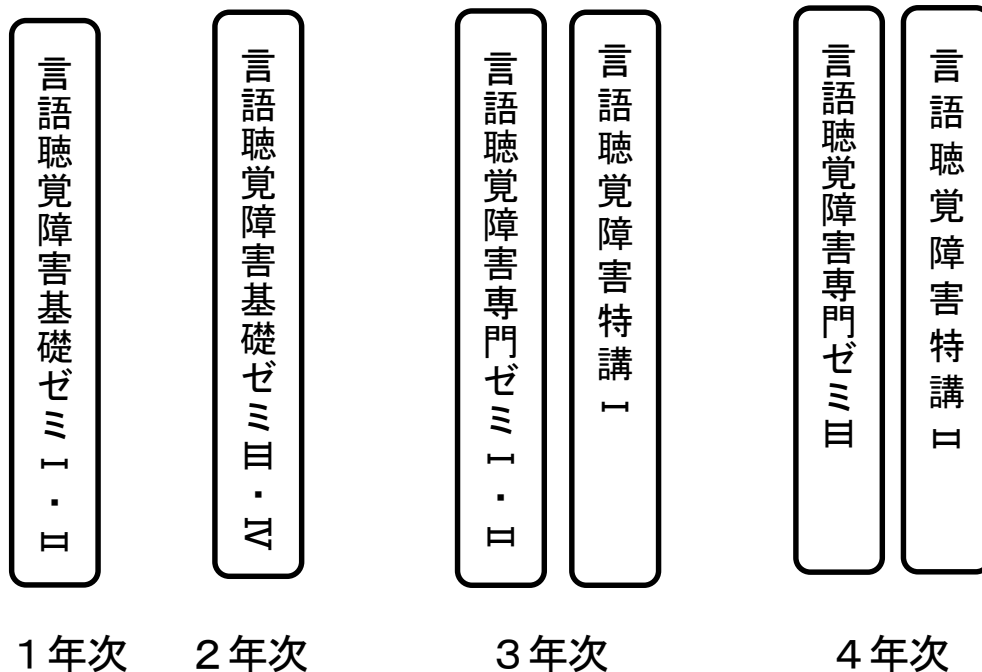 言語聴覚障害基礎ゼミⅠ・Ⅱ
言語聴覚障害基礎ゼミⅢ・Ⅳ
言語聴覚障害専門ゼミⅠ・Ⅱ
言語聴覚障害特講Ⅰ
言語聴覚障害専門ゼミⅢ
言語聴覚障害特講Ⅱ
１年次
２年次
３年次
４年次